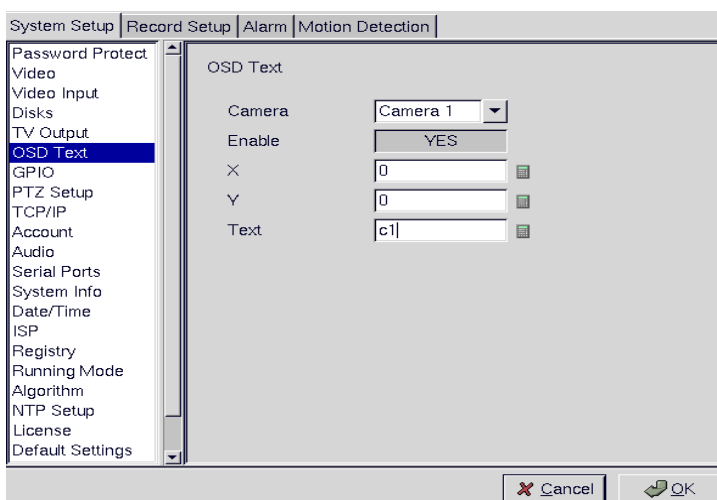 System Setup Record Setup Alarm Motion Detection
Password Protect
Video
Video Input
Disks
TV Output
OSD Text
GPIO
PTZ Setup
TCP/IP
Account
Audio
Serial Ports
System Info
Date/Time
ISP
Registry
Running Mode
Algorithm
NTP Setup
License
Default Settings
OSD Text
Camera Camera 1
Enable YES
X 0
Y 0
Text c1
Cancel OK